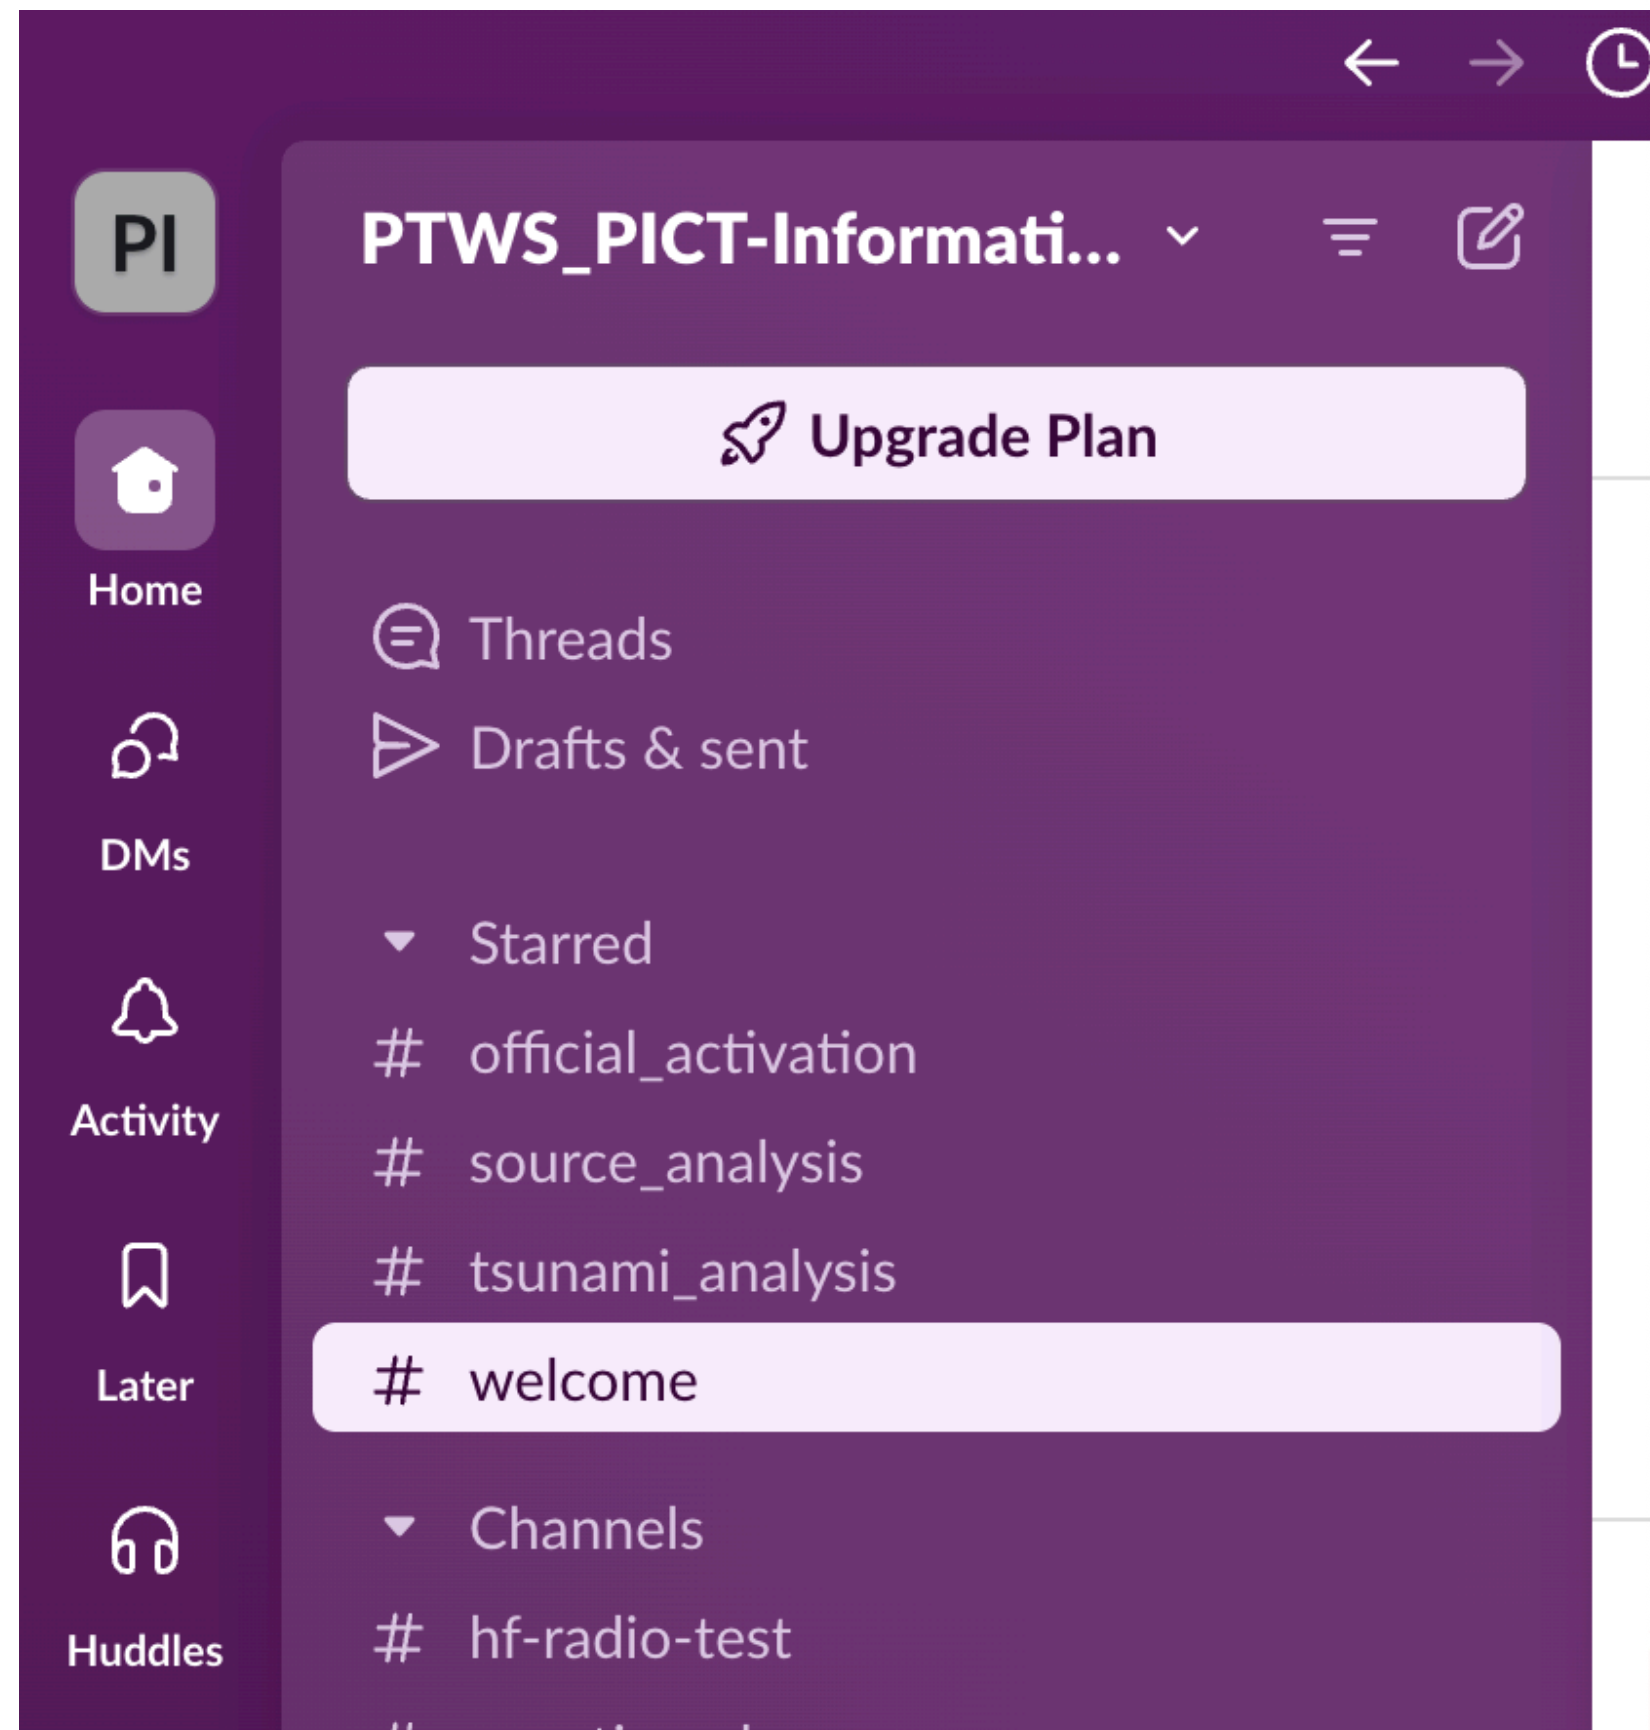 PI
PTWS_PICT-Informati...
Upgrade Plan
Home
Threads
Drafts & sent
DMs
Starred
# official_activation
Activity
# source_analysis
# tsunami_analysis
Later
# welcome
Channels
# hf-radio-test
Huddles